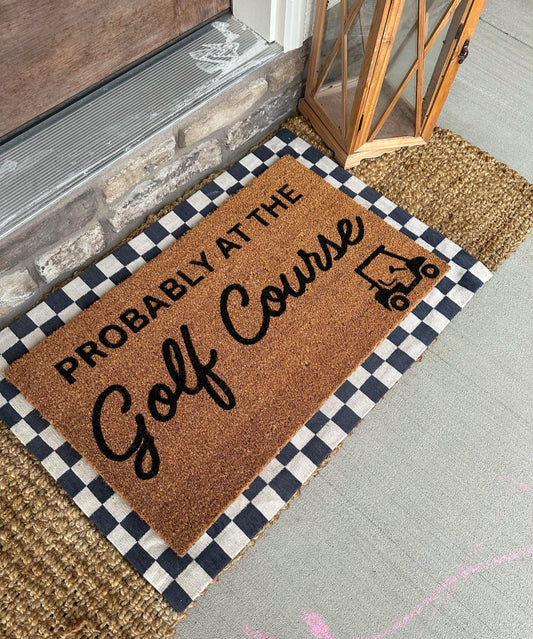 PROBABLY AT THE
Golf Course